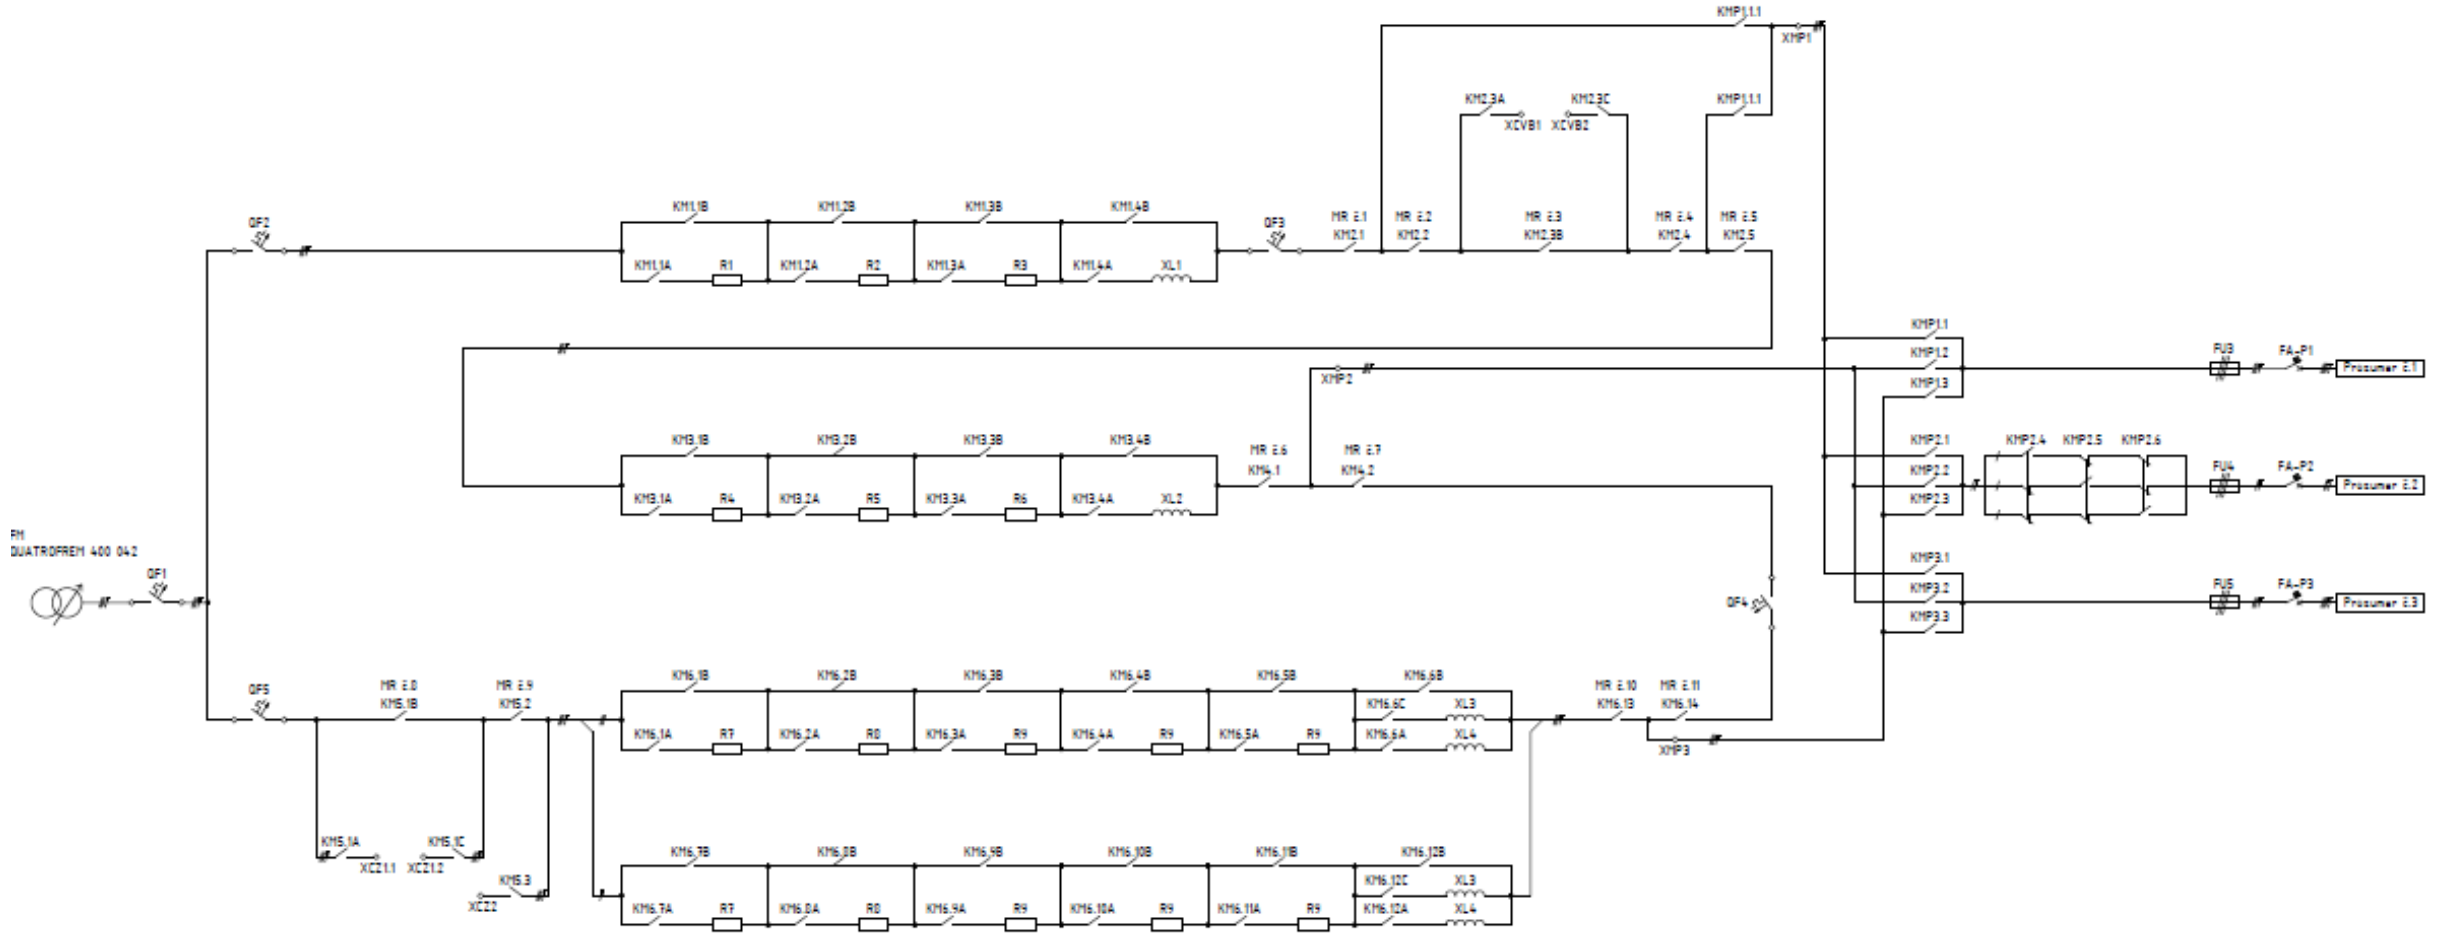 KMP1.1.1
XMP1
KM2.3A
KM2.3C
KMP1.1.1
XCVB1
XCVB2
KM1.1B
KM1.2B
KM1.3B
KM1.4B
QF2
QF3
MR č.1
MR č.2
MR č.3
MR č.4
MR č.5
KM2.1
KM2.2
KM2.3B
KM2.4
KM2.5
KM1.1A
R1
KM1.2A
R2
KM1.3A
R3
KM1.4A
XL1
KMP1.1
KMP1.2
KMP1.3
FU3
FA-P1
Prosumer č.1
XMP2
KM3.1B
KM3.2B
KM3.3B
KM3.4B
MR č.6
KM4.1
MR č.7
KM4.2
KM3.1A
R4
KM3.2A
R5
KM3.3A
R6
KM3.4A
XL2
KMP2.1
KMP2.2
KMP2.3
KMP2.4
KMP2.5
KMP2.6
FU4
FA-P2
Prosumer č.2
FM
QUATROFREM 400 042
QF1
QF4
KMP3.1
KMP3.2
KMP3.3
FU5
FA-P3
Prosumer č.3
QF5
MR č.8
KM5.1B
MR č.9
KM5.2
KM6.1B
KM6.2B
KM6.3B
KM6.4B
KM6.5B
KM6.6B
KM6.6C
XL3
KM6.1A
R7
KM6.2A
R8
KM6.3A
R9
KM6.4A
R9
KM6.5A
R9
KM6.6A
XL4
MR č.10
KM6.13
MR č.11
KM6.14
XMP3
KM5.1A
KM5.1C
XCZ1.1
XCZ1.2
KM5.3
XCZ2
KM6.7B
KM6.8B
KM6.9B
KM6.10B
KM6.11B
KM6.12B
KM6.12C
XL3
KM6.7A
R7
KM6.8A
R8
KM6.9A
R9
KM6.10A
R9
KM6.11A
R9
KM6.12A
XL4